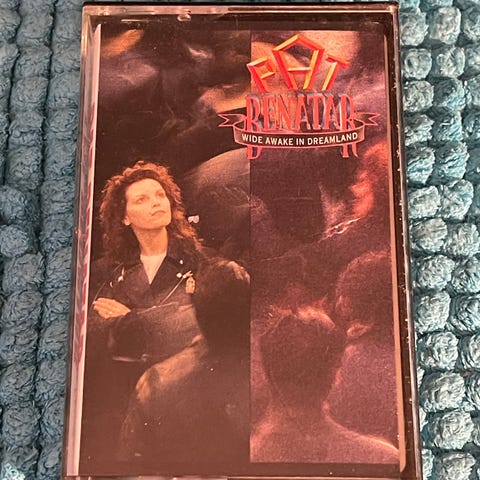 PAT
BENATAR
WIDE AWAKE IN DREAMLAND